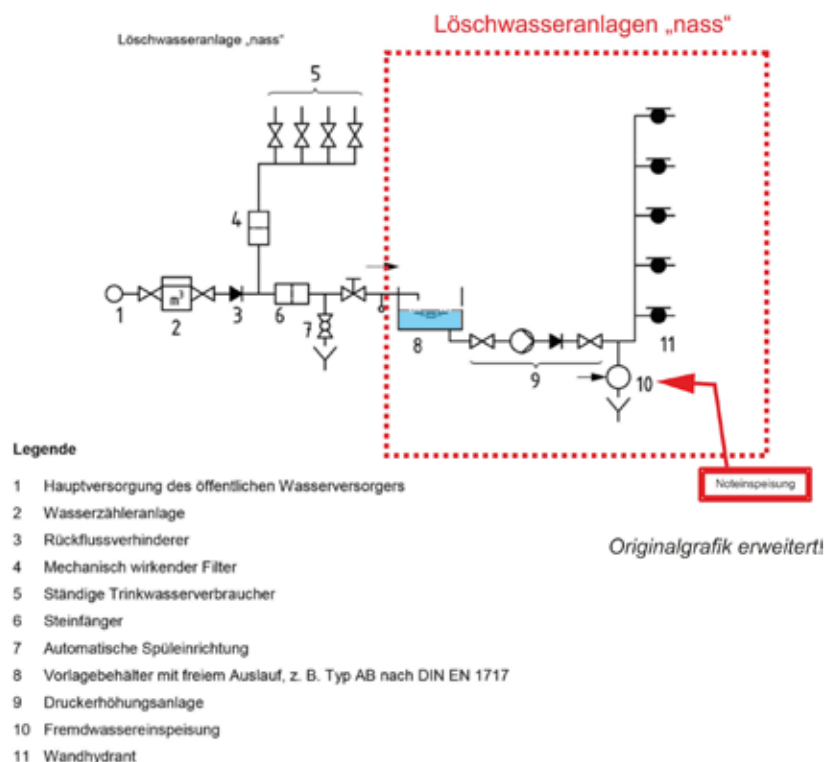 Löschwasseranlagen „nass“
Löschwasseranlage „nass“
5
4
m³
1
2
3
6
7
8
9
10
11
Noteinspeisung
Originalgrafik erweitert!
Legende
1 Hauptversorgung des öffentlichen Wasserversorgers
2 Wasserzähleranlage
3 Rückflussverhinderer
4 Mechanisch wirkender Filter
5 Ständige Trinkwasserverbraucher
6 Steinfänger
7 Automatische Spüleinrichtung
8 Vorlagebehälter mit freiem Auslauf, z. B. Typ AB nach DIN EN 1717
9 Druckerhöhungsanlage
10 Fremdwassereinspeisung
11 Wandhydrant